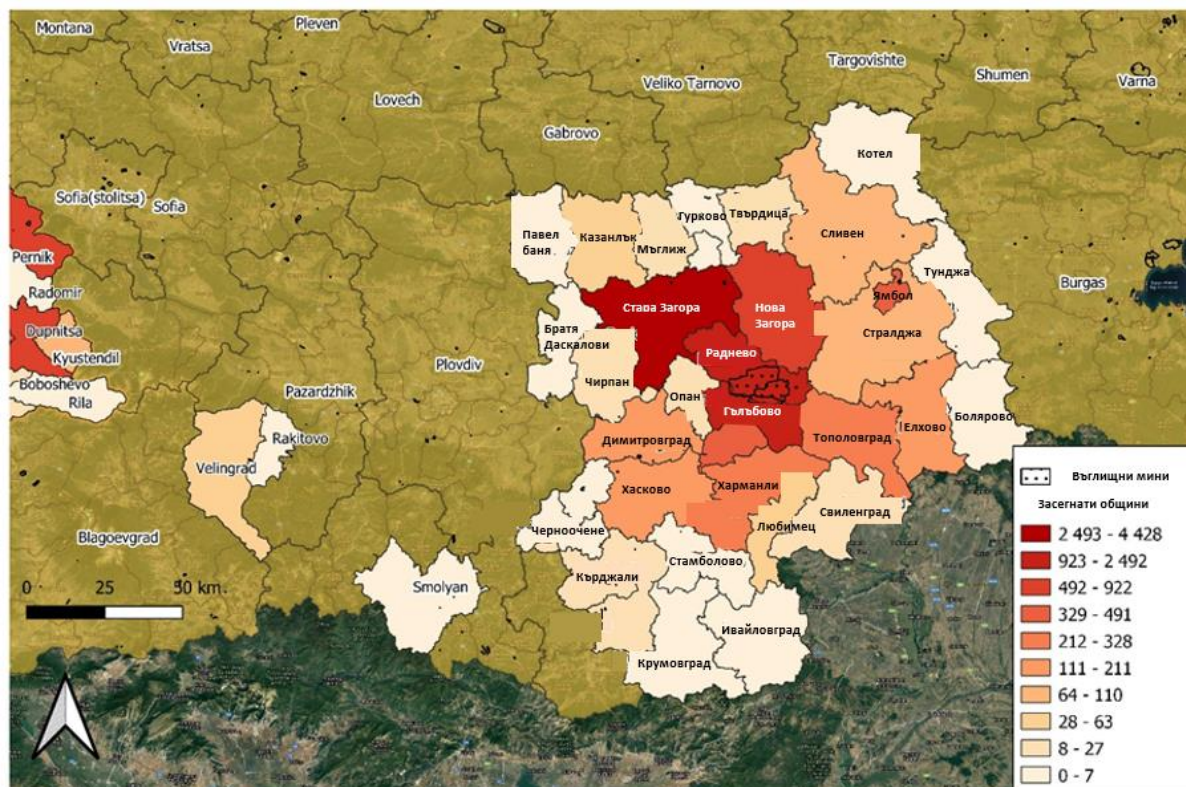 Montana
Pleven
Vratsa
Targovishte
Shumen
Varna
Veliko Tarnovo
Lovech
Gabrovo
Котел
Sofia(stolitsa)
Sofia
Гурково
Твърдица
Павел
баня
Казанлък
Мъглиж
Сливен
Тунджа
Pernik
Burgas
Radomir
Ямбол
Стара Загора
Нова
Загора
Dupnitsa
Братя
Даскалови
Стралджа
Kyustendil
Раднево
Plovdiv
Boboshevo
Rila
Pazardzhik
Чирпан
Опан
Гълъбово
Болярово
Rakitovo
Димитровград
Тополовград
Елхово
Velingrad
Хасково
Харманли
Свиленград
Любимец
Черноочене
Blagoevgrad
Стамболово
Кърджали
Smolyan
Ивайловград
Крумовград
0 25 50 km
Въглищни мини
Засегнати общини
2 493 - 4 428
923 - 2 492
492 - 922
329 - 491
212 - 328
111 - 211
64 - 110
28 - 63
8 - 27
0 - 7